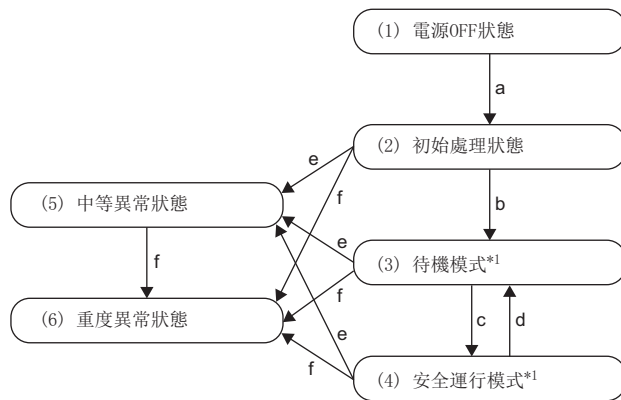 (1) 電源OFF狀態
a
(2) 初始處理狀態
e
f
b
(5) 中等異常狀態
e
f
f
(3) 待機模式*1
(6) 重度異常狀態
c
d
e
f
(4) 安全運行模式*1